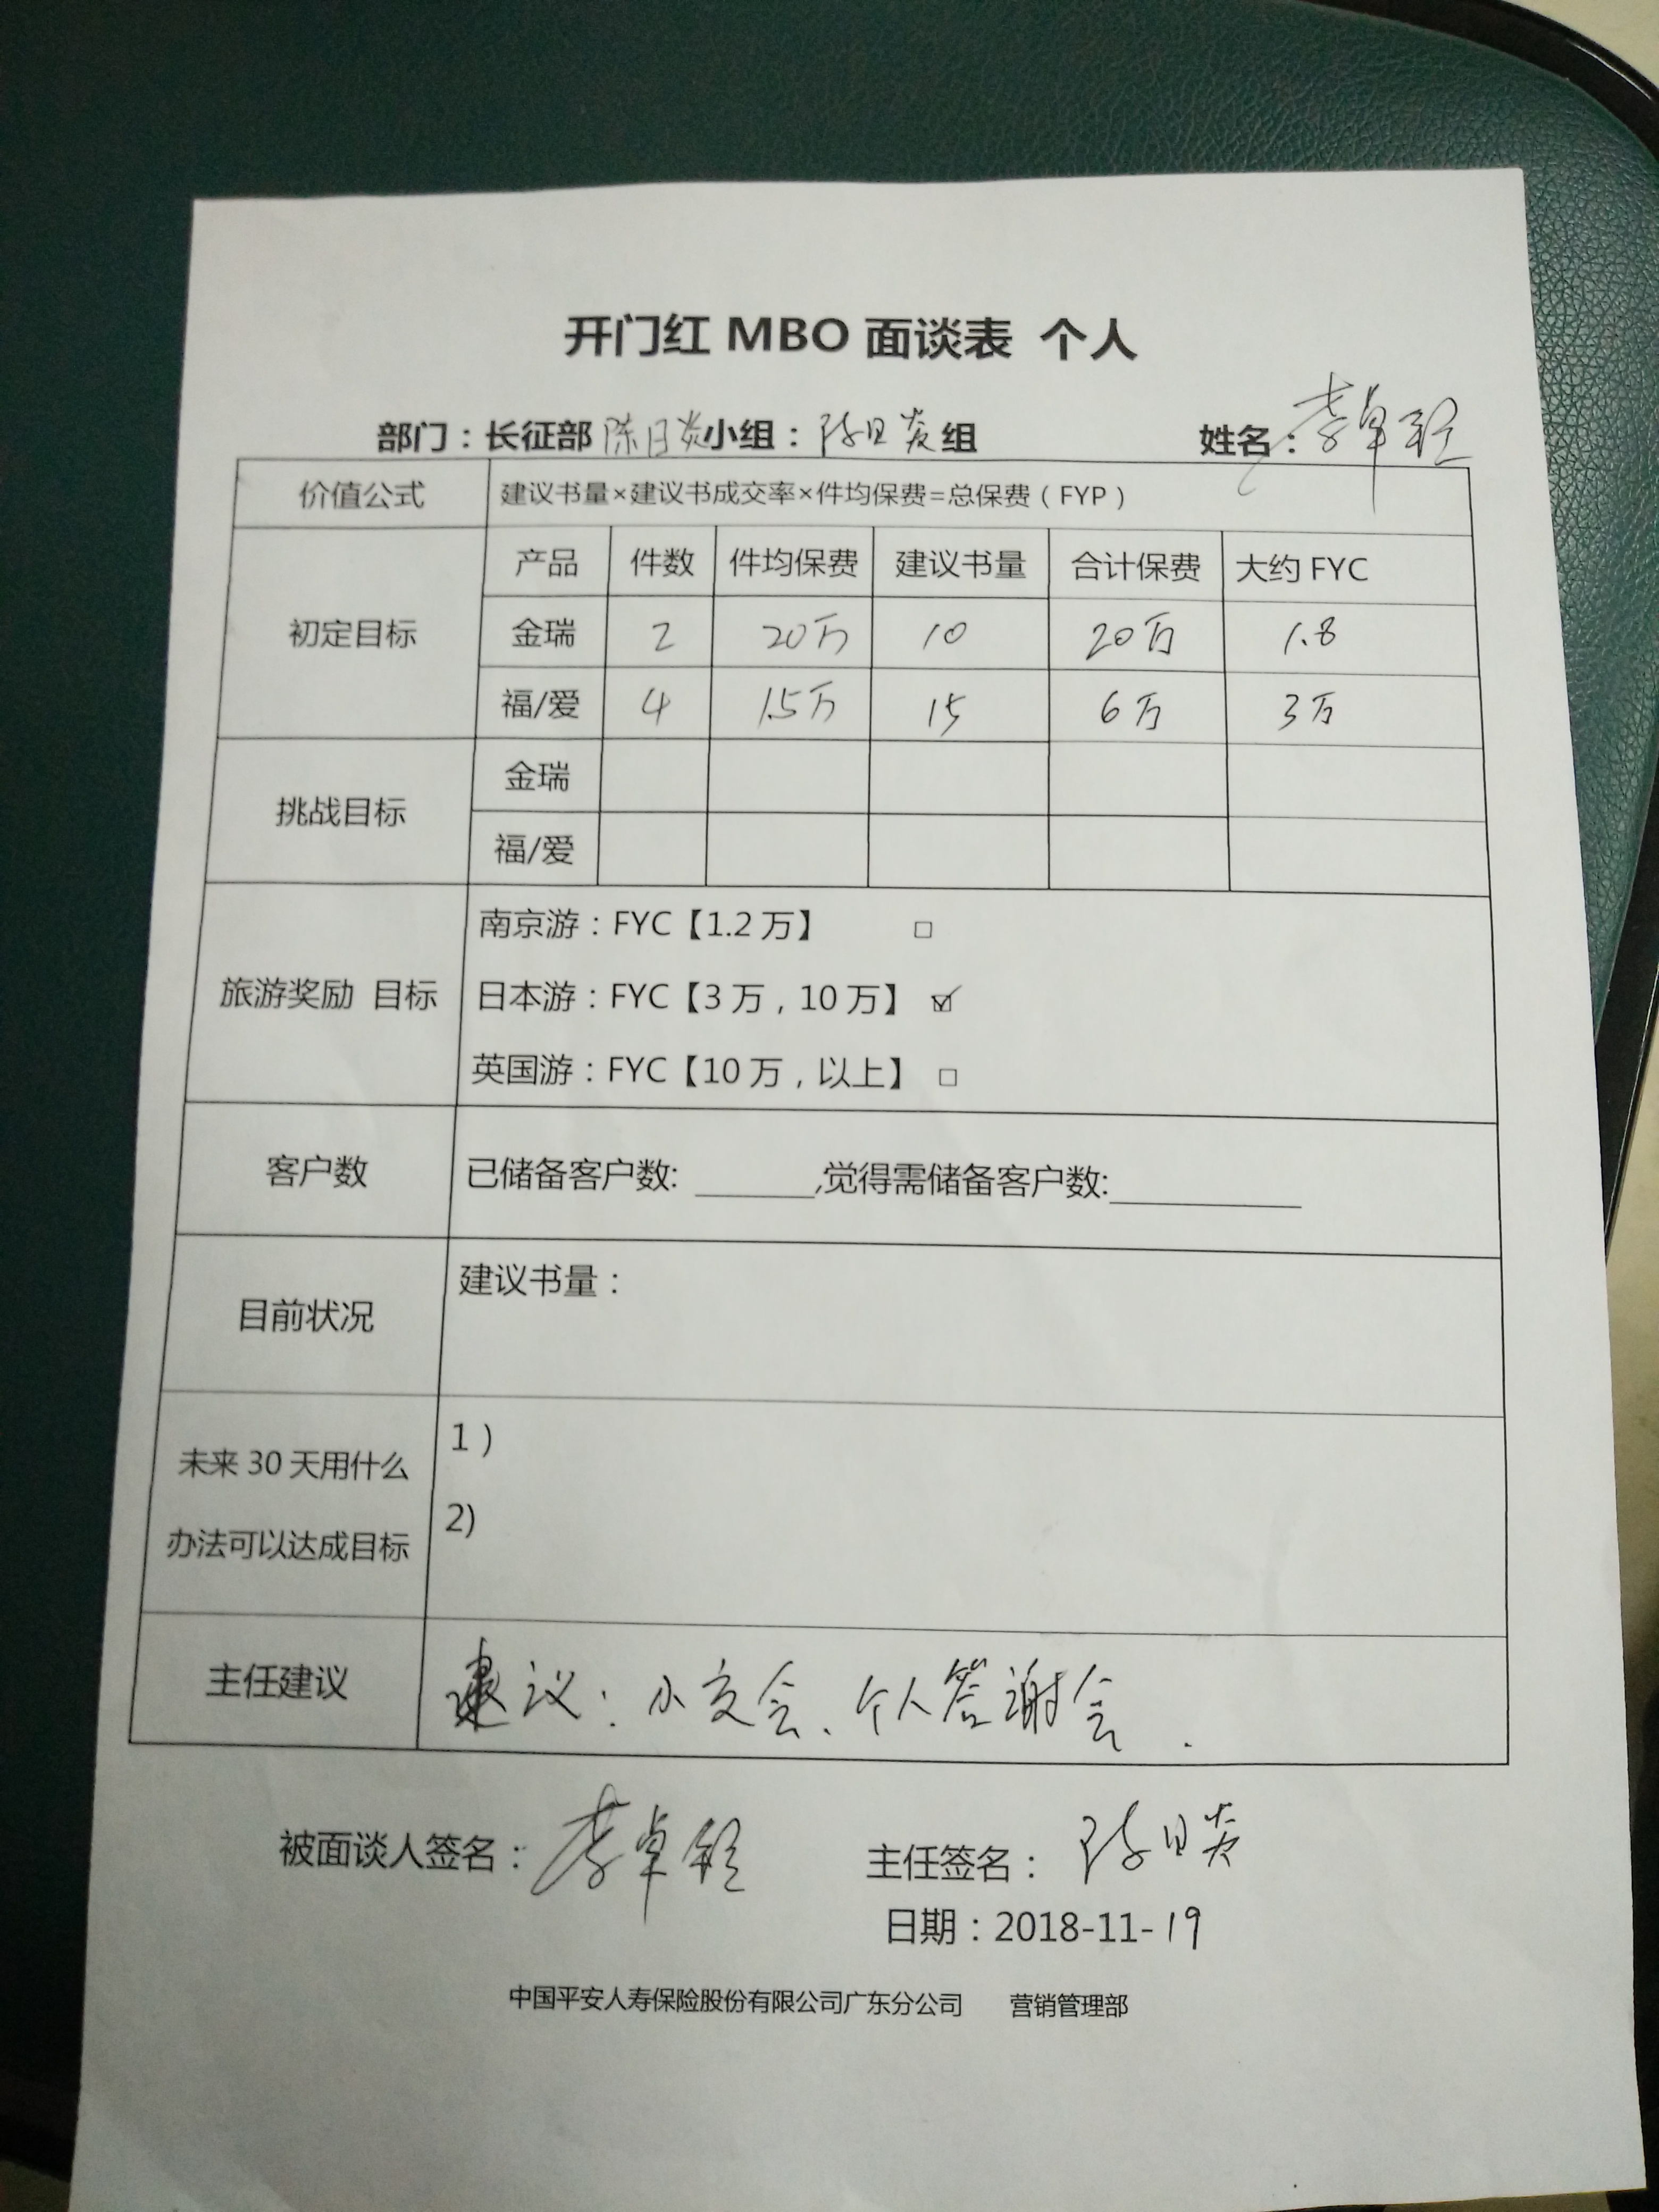 开门红 MBO 面谈表 个人
部门：长征部 陈日炎 小组：陈日炎组 姓名：李卓
价值公式 建议书量×建议书成交率×件均保费=总保费（FYP）
初定目标 产品 件数 件均保费 建议书量 合计保费 大约 FYC
金瑞 2 20万 10 20万 1.8
福/爱 4 1.5万 15 6万 3万
挑战目标 金瑞
福/爱
旅游奖励 目标 南京游：FYC【1.2 万】 □
日本游：FYC【3 万，10 万】 ☑
英国游：FYC【10 万，以上】 □
客户数 已储备客户数: ______,觉得需储备客户数:_________
目前状况 建议书量：
未来 30 天用什么 1）
办法可以达成目标 2)
主任建议 建议：小交会、个人答谢会.
被面谈人签名：李卓 主任签名：陈日炎
日期：2018-11-19
中国平安人寿保险股份有限公司广东分公司 营销管理部